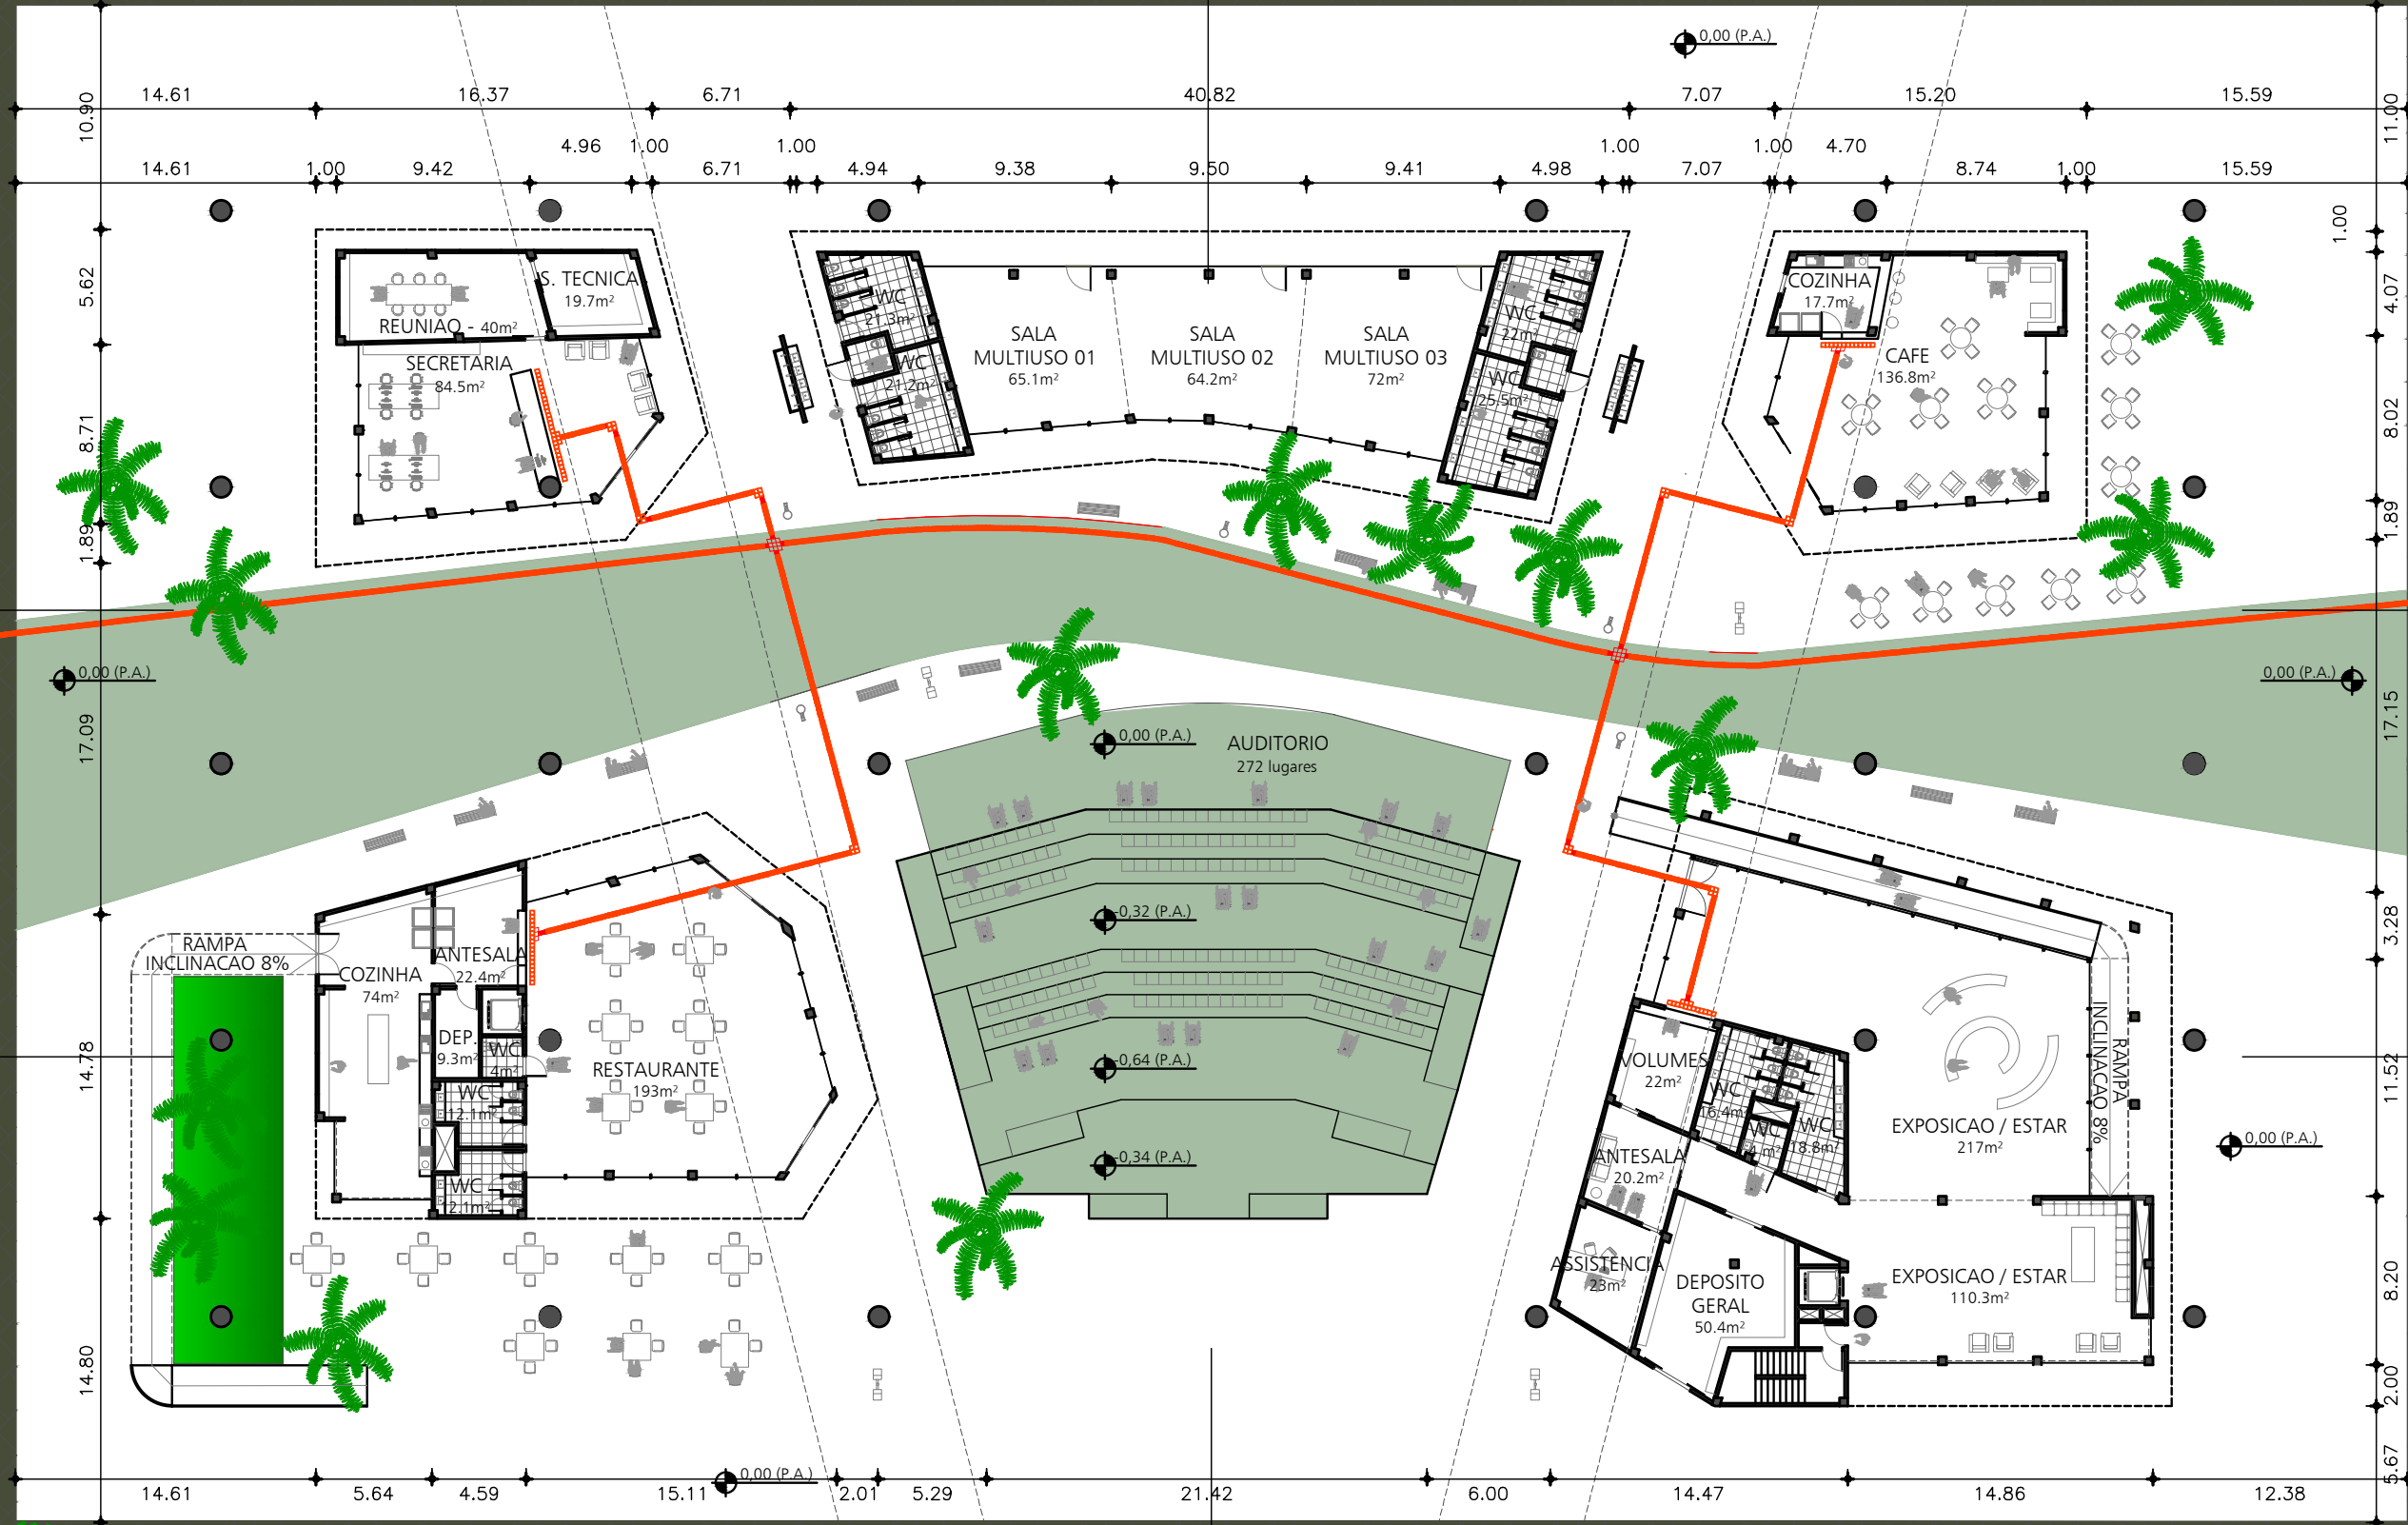 0,00 (P.A.)
14.61 16.37 6.71 40.82 7.07 15.20 15.59
10.90
11.00
4.96 1.00 1.00 1.00 1.00 4.70
14.61 1.00 9.42 6.71 4.94 9.38 9.50 9.41 4.98 7.07 8.74 1.00 15.59
1.00
5.62
4.07
S. TECNICA
19.7m²
REUNIAO - 40m²
SECRETARIA
84.5m²
WC
21.3m²
WC
21.2m²
SALA
MULTIUSO 01
65.1m²
SALA
MULTIUSO 02
64.2m²
SALA
MULTIUSO 03
72m²
WC
22m²
WC
25.5m²
COZINHA
17.7m²
CAFE
136.8m²
8.71
8.02
1.89
1.89
0,00 (P.A.)
0,00 (P.A.)
17.09
17.15
0,00 (P.A.)
AUDITORIO
272 lugares
-0,32 (P.A.)
-0,64 (P.A.)
-0,34 (P.A.)
RAMPA
INCLINACAO 8%
COZINHA
74m²
ANTESALA
22.4m²
DEP.
9.3m²
WC
4m²
WC
12.1m²
WC
12.1m²
RESTAURANTE
193m²
14.78
14.80
3.28
11.52
8.20
2.00
5.67
VOLUMES
22m²
WC
16.4m²
WC
WC
18.8m²
ANTESALA
20.2m²
ASSISTENCIA
23m²
DEPOSITO
GERAL
50.4m²
EXPOSICAO / ESTAR
217m²
EXPOSICAO / ESTAR
110.3m²
RAMPA
INCLINACAO 8%
0,00 (P.A.)
0,00 (P.A.)
14.61 5.64 4.59 15.11 2.01 5.29 21.42 6.00 14.47 14.86 12.38